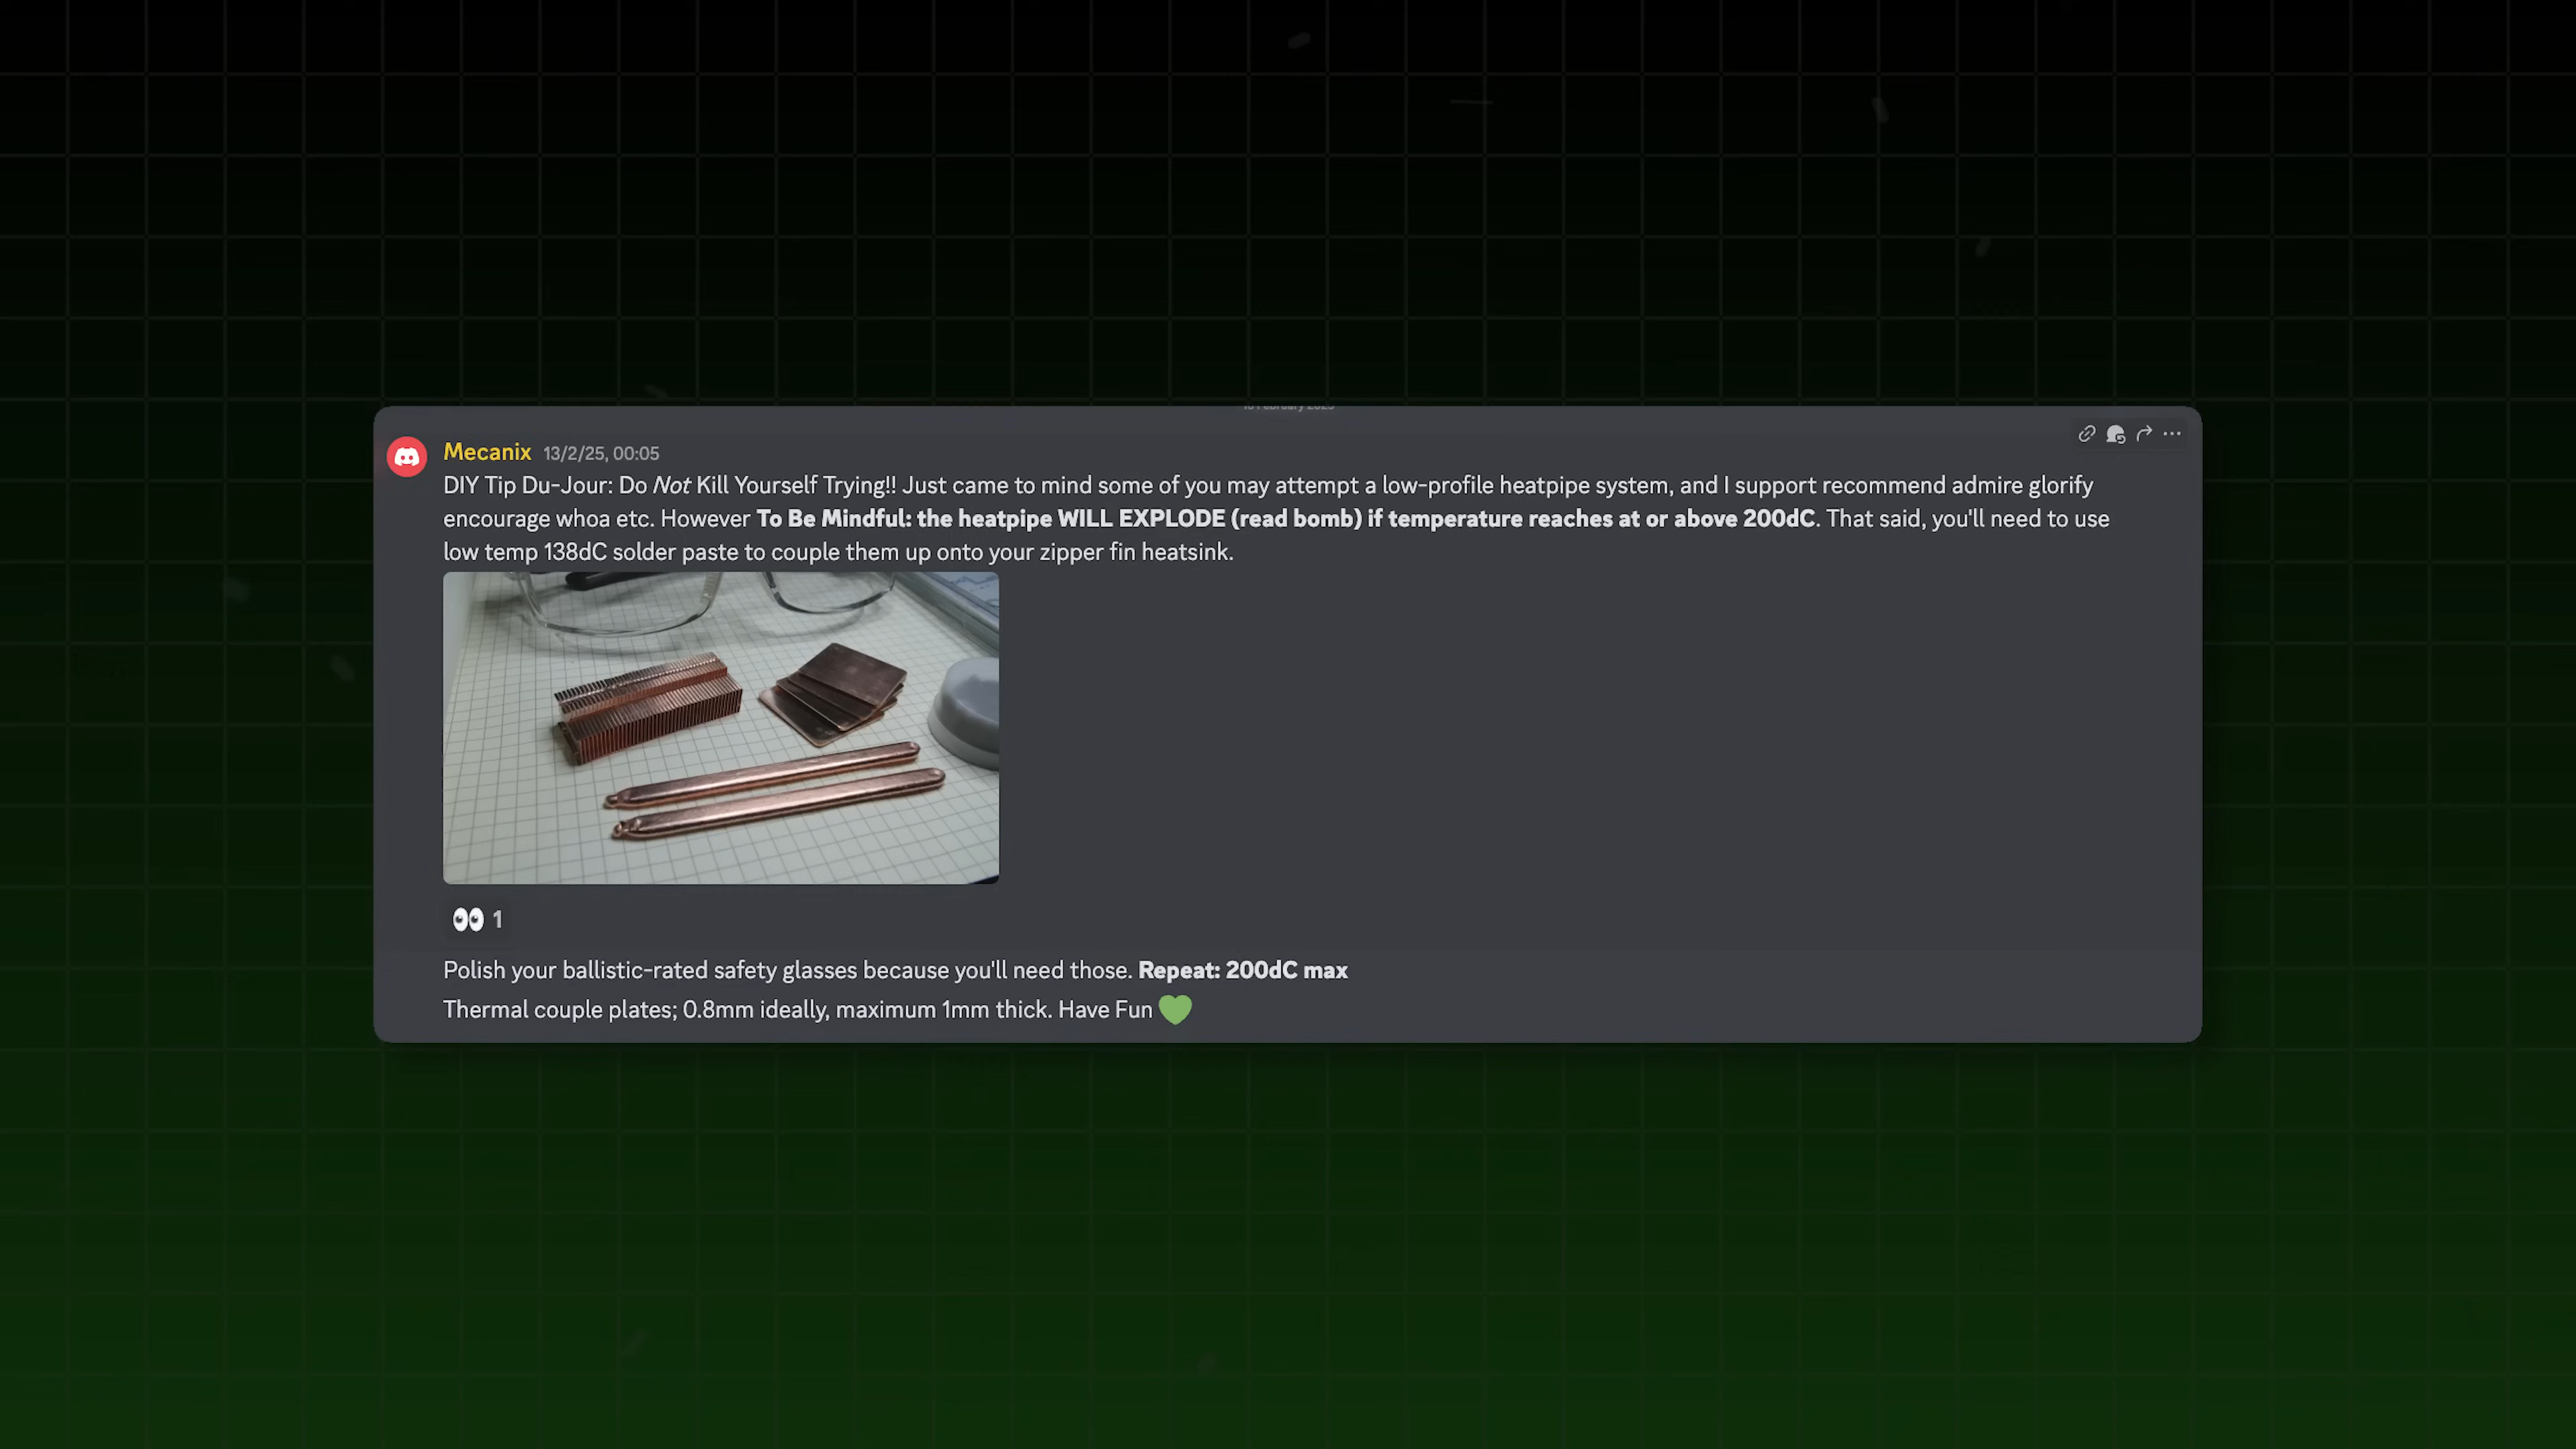 Mecanix 13/2/25, 00:05
DIY Tip Du-Jour: Do Not Kill Yourself Trying!! Just came to mind some of you may attempt a low-profile heatpipe system, and I support recommend admire glorify
encourage whoa etc. However To Be Mindful: the heatpipe WILL EXPLODE (read bomb) if temperature reaches at or above 200dC. That said, you'll need to use
low temp 138dC solder paste to couple them up onto your zipper fin heatsink.
👀 1
Polish your ballistic-rated safety glasses because you'll need those. Repeat: 200dC max
Thermal couple plates; 0.8mm ideally, maximum 1mm thick. Have Fun 💚